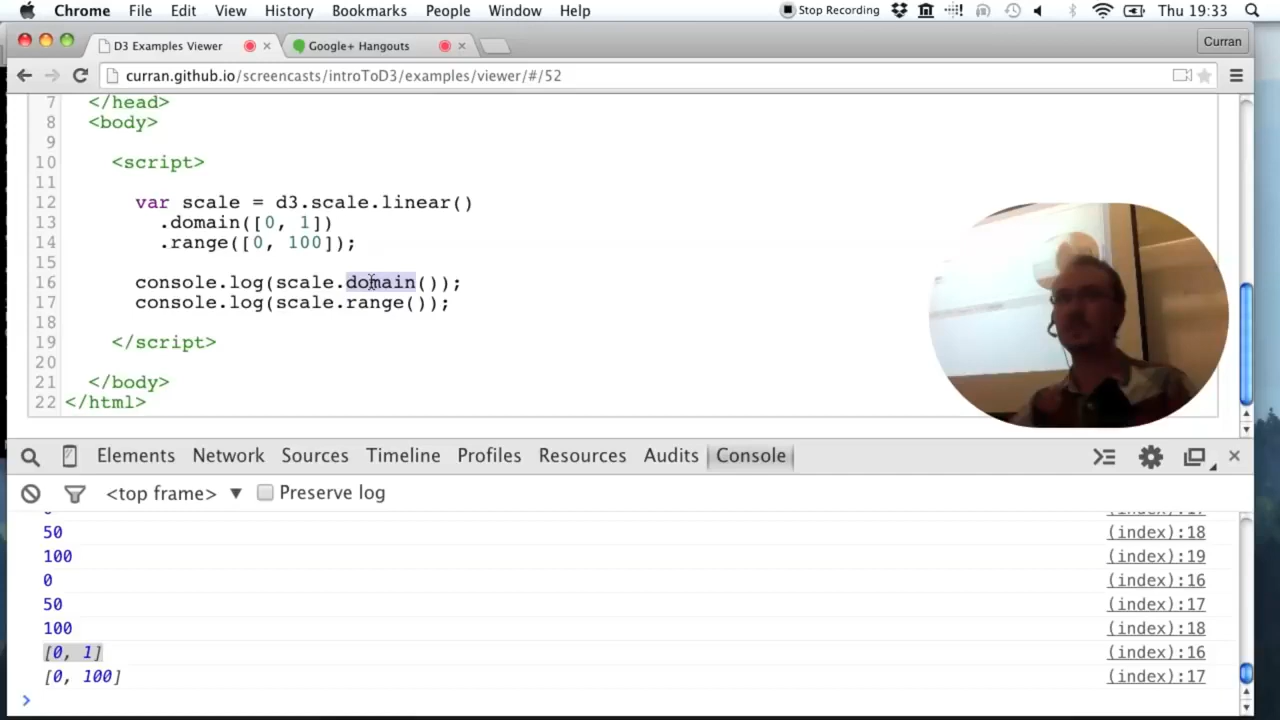 Chrome File Edit View History Bookmarks People Window Help Stop Recording Thu 19:33
D3 Examples Viewer × Google+ Hangouts × Curran
curran.github.io/screencasts/introToD3/examples/viewer/#/52
7 </head>
8 <body>
9
10 <script>
11
12 var scale = d3.scale.linear()
13 .domain([0, 1])
14 .range([0, 100]);
15
16 console.log(scale.domain());
17 console.log(scale.range());
18
19 </script>
20
21 </body>
22 </html>
Elements Network Sources Timeline Profiles Resources Audits Console
<top frame> ▼ Preserve log
50 (index):18
100 (index):19
0 (index):16
50 (index):17
100 (index):18
[0, 1] (index):16
[0, 100] (index):17
>